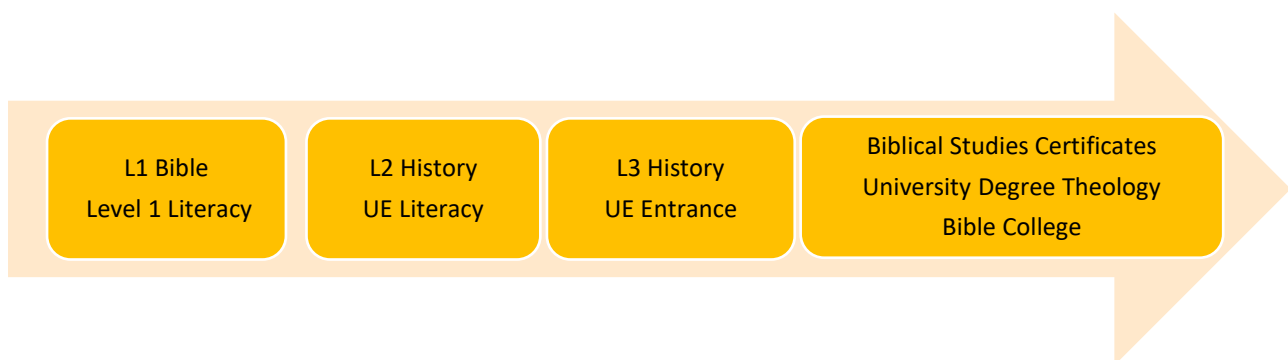 L1 Bible
Level 1 Literacy
L2 History
UE Literacy
L3 History
UE Entrance
Biblical Studies Certificates
University Degree Theology
Bible College